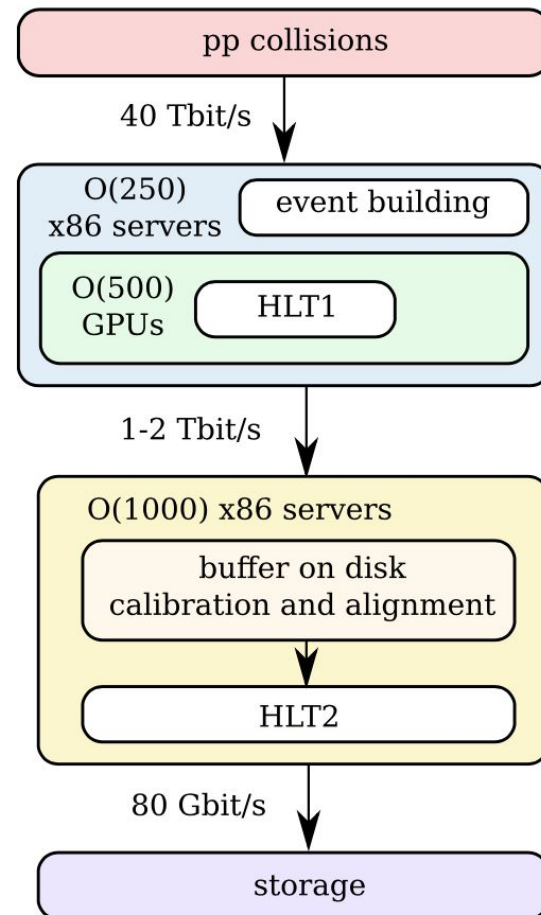 pp collisions
40 Tbit/s
O(250)
x86 servers
event building
O(500)
GPUs
HLT1
1-2 Tbit/s
O(1000) x86 servers
buffer on disk
calibration and alignment
HLT2
80 Gbit/s
storage